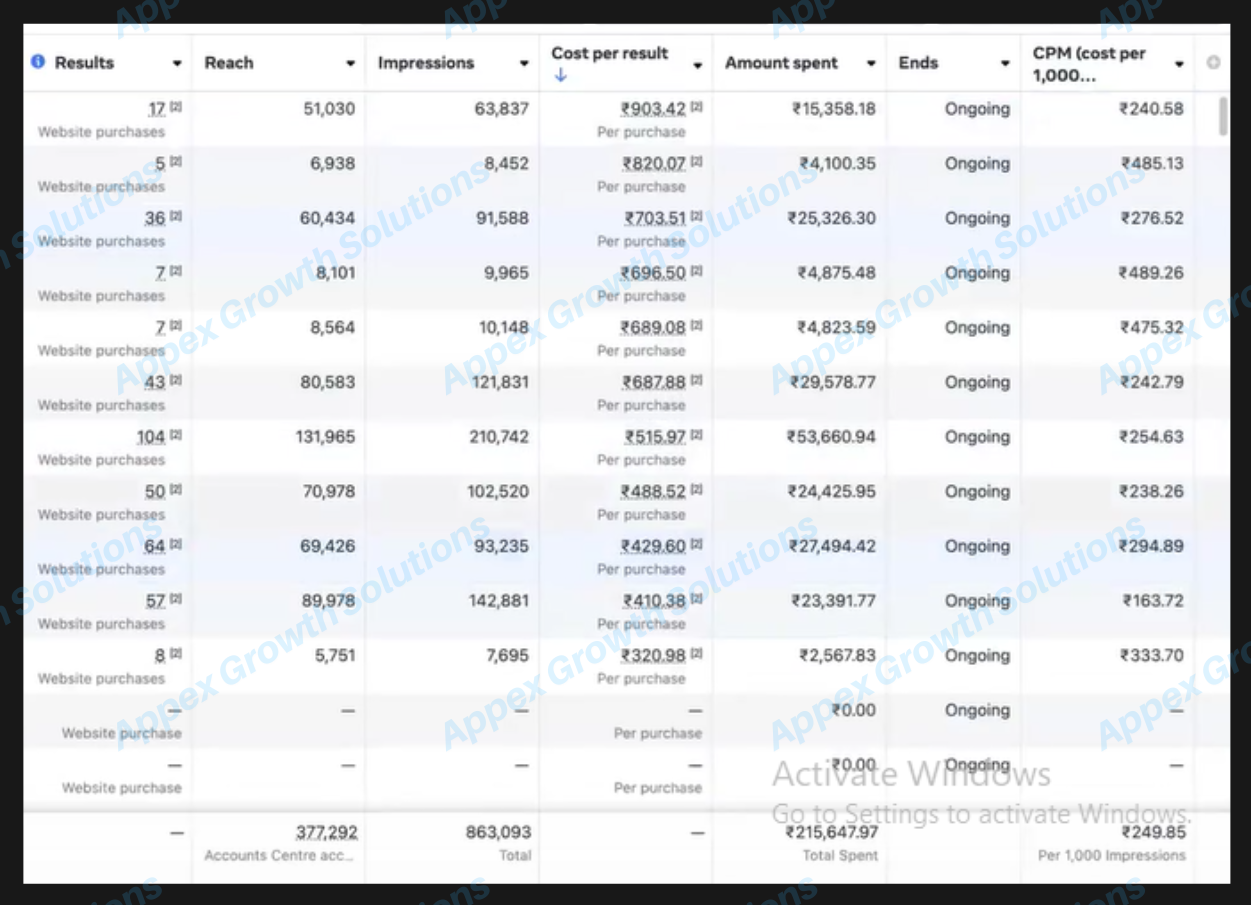 Results Reach Impressions Cost per result ↓ Amount spent Ends CPM (cost per 1,000...
17 [2] 51,030 63,837 ₹903.42 [2] ₹15,358.18 Ongoing ₹240.58
Website purchases Per purchase
5 [2] 6,938 8,452 ₹820.07 [2] ₹4,100.35 Ongoing ₹485.13
Website purchases Per purchase
36 [2] 60,434 91,588 ₹703.51 [2] ₹25,326.30 Ongoing ₹276.52
Website purchases Per purchase
7 [2] 8,101 9,965 ₹696.50 [2] ₹4,875.48 Ongoing ₹489.26
Website purchases Per purchase
7 [2] 8,564 10,148 ₹689.08 [2] ₹4,823.59 Ongoing ₹475.32
Website purchases Per purchase
43 [2] 80,583 121,831 ₹687.88 [2] ₹29,578.77 Ongoing ₹242.79
Website purchases Per purchase
104 [2] 131,965 210,742 ₹515.97 [2] ₹53,660.94 Ongoing ₹254.63
Website purchases Per purchase
50 [2] 70,978 102,520 ₹488.52 [2] ₹24,425.95 Ongoing ₹238.26
Website purchases Per purchase
64 [2] 69,426 93,235 ₹429.60 [2] ₹27,494.42 Ongoing ₹294.89
Website purchases Per purchase
57 [2] 89,978 142,881 ₹410.38 [2] ₹23,391.77 Ongoing ₹163.72
Website purchases Per purchase
8 [2] 5,751 7,695 ₹320.98 [2] ₹2,567.83 Ongoing ₹333.70
Website purchases Per purchase
— — — — ₹0.00 Ongoing —
Website purchase Per purchase
— — — — ₹0.00 Ongoing —
Website purchase Per purchase
Activate Windows
Go to Settings to activate Windows.
— 377,292 863,093 — ₹215,647.97 ₹249.85
Accounts Centre acc... Total Total Spent Per 1,000 Impressions
Appex Growth Solutions